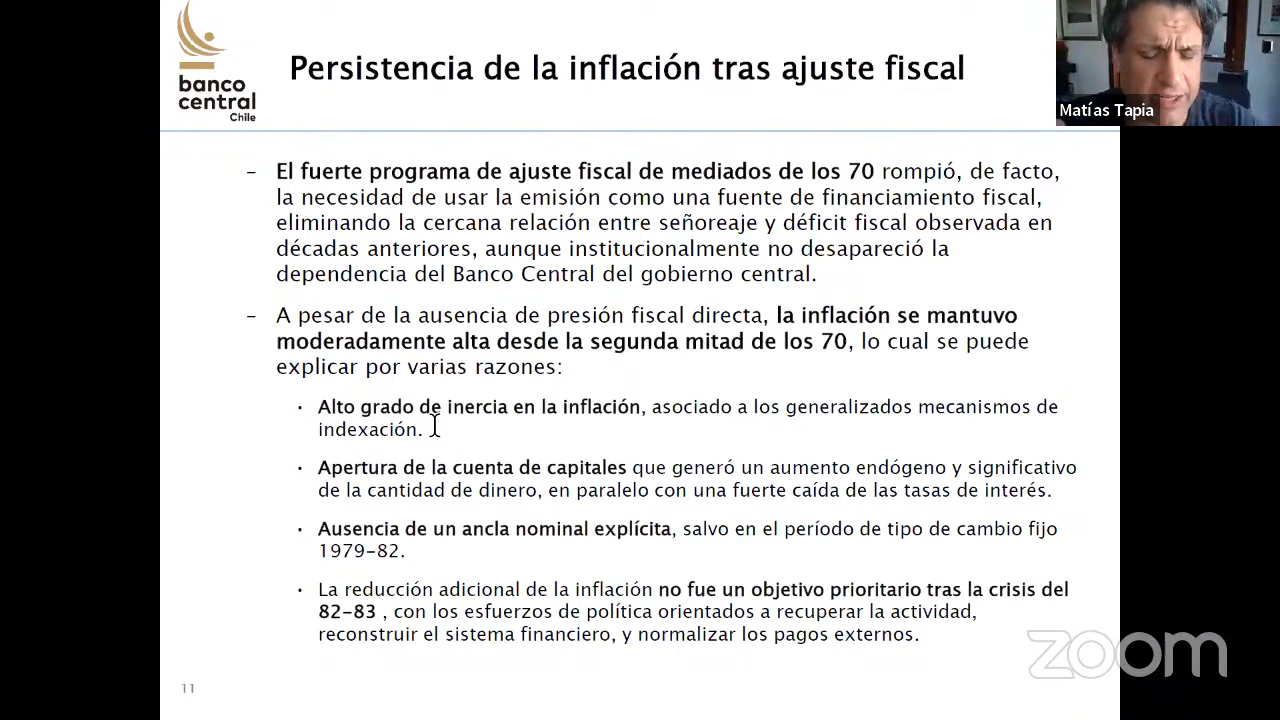 banco
central
Chile
Persistencia de la inflación tras ajuste fiscal
Matías Tapia
– El fuerte programa de ajuste fiscal de mediados de los 70 rompió, de facto,
la necesidad de usar la emisión como una fuente de financiamiento fiscal,
eliminando la cercana relación entre señoreaje y déficit fiscal observada en
décadas anteriores, aunque institucionalmente no desapareció la
dependencia del Banco Central del gobierno central.
– A pesar de la ausencia de presión fiscal directa, la inflación se mantuvo
moderadamente alta desde la segunda mitad de los 70, lo cual se puede
explicar por varias razones:
• Alto grado de inercia en la inflación, asociado a los generalizados mecanismos de
indexación.
• Apertura de la cuenta de capitales que generó un aumento endógeno y significativo
de la cantidad de dinero, en paralelo con una fuerte caída de las tasas de interés.
• Ausencia de un ancla nominal explícita, salvo en el período de tipo de cambio fijo
1979-82.
• La reducción adicional de la inflación no fue un objetivo prioritario tras la crisis del
82-83 , con los esfuerzos de política orientados a recuperar la actividad,
reconstruir el sistema financiero, y normalizar los pagos externos.
zoom
11